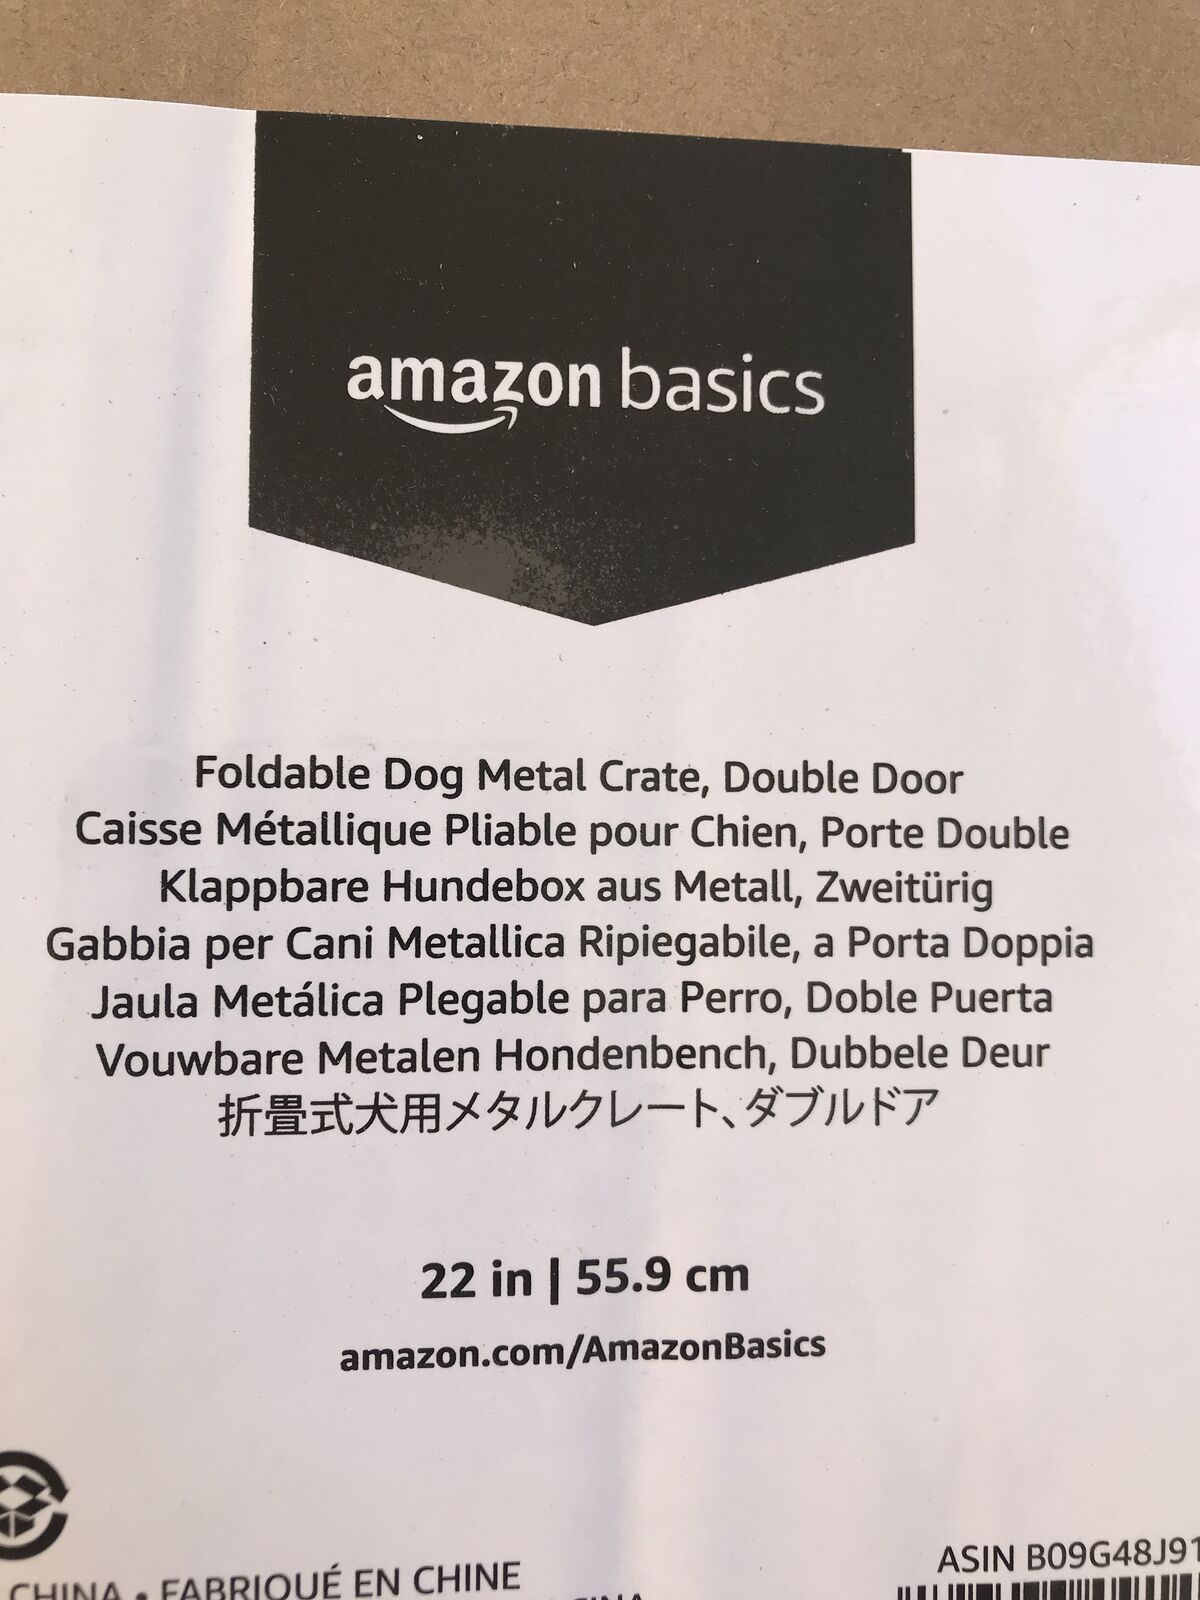 amazon basics
Foldable Dog Metal Crate, Double Door
Caisse Métallique Pliable pour Chien, Porte Double
Klappbare Hundebox aus Metall, Zweitürig
Gabbia per Cani Metallica Ripiegabile, a Porta Doppia
Jaula Metálica Plegable para Perro, Doble Puerta
Vouwbare Metalen Hondenbench, Dubbele Deur
折畳式犬用メタルクレート、ダブルドア
22 in | 55.9 cm
amazon.com/AmazonBasics
ASIN B09G48J91
CHINA • FABRIQUÉ EN CHINE